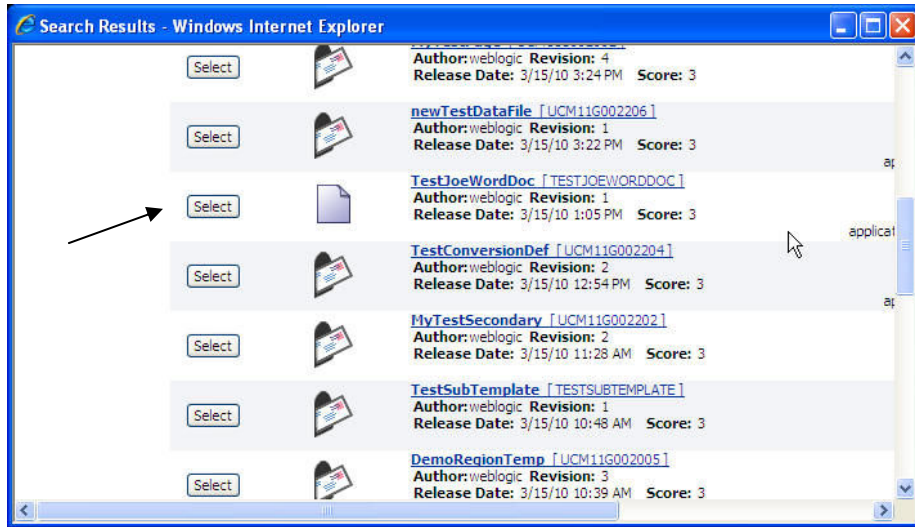 Search Results - Windows Internet Explorer
Select
Author: weblogic Revision: 4
Release Date: 3/15/10 3:24 PM Score: 3
newTestDataFile [ UCM11G002206 ]
Select
Author: weblogic Revision: 1
Release Date: 3/15/10 3:22 PM Score: 3
ap
TestJoeWordDoc [ TESTJOEWORDDOC ]
Select
Author: weblogic Revision: 1
Release Date: 3/15/10 1:05 PM Score: 3
applicat
TestConversionDef [ UCM11G002204 ]
Select
Author: weblogic Revision: 2
Release Date: 3/15/10 12:54 PM Score: 3
ap
MyTestSecondary [ UCM11G002202 ]
Select
Author: weblogic Revision: 2
Release Date: 3/15/10 11:28 AM Score: 3
TestSubTemplate [ TESTSUBTEMPLATE ]
Select
Author: weblogic Revision: 1
Release Date: 3/15/10 10:48 AM Score: 3
DemoRegionTemp [ UCM11G002005 ]
Select
Author: weblogic Revision: 3
Release Date: 3/15/10 10:39 AM Score: 3